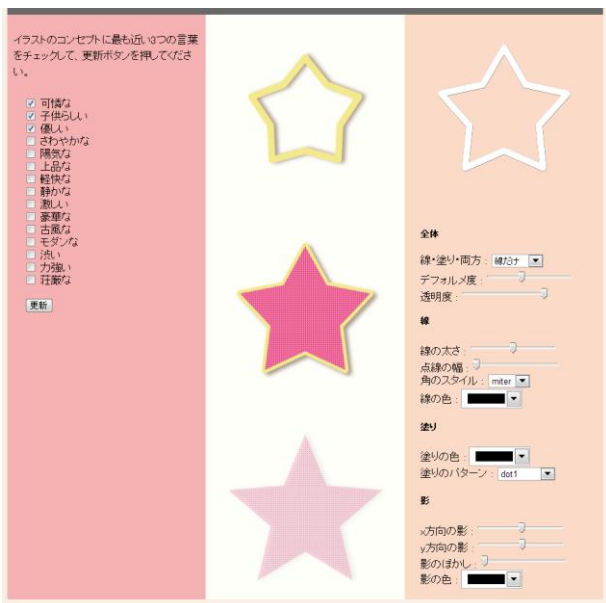 イラストのコンセプトに最も近い3つの言葉
をチェックして、更新ボタンを押してくださ
い。
可憐な
子供らしい
優しい
さわやかな
陽気な
上品な
軽快な
静かな
激しい
豪華な
古風な
モダンな
渋い
力強い
荘厳な
更新
全体
線・塗り・両方 : 線だけ
デフォルメ度 :
透明度 :
線
線の太さ :
点線の幅 :
角のスタイル : miter
線の色 :
塗り
塗りの色 :
塗りのパターン : dot1
影
x方向の影 :
y方向の影 :
影のぼかし :
影の色 :